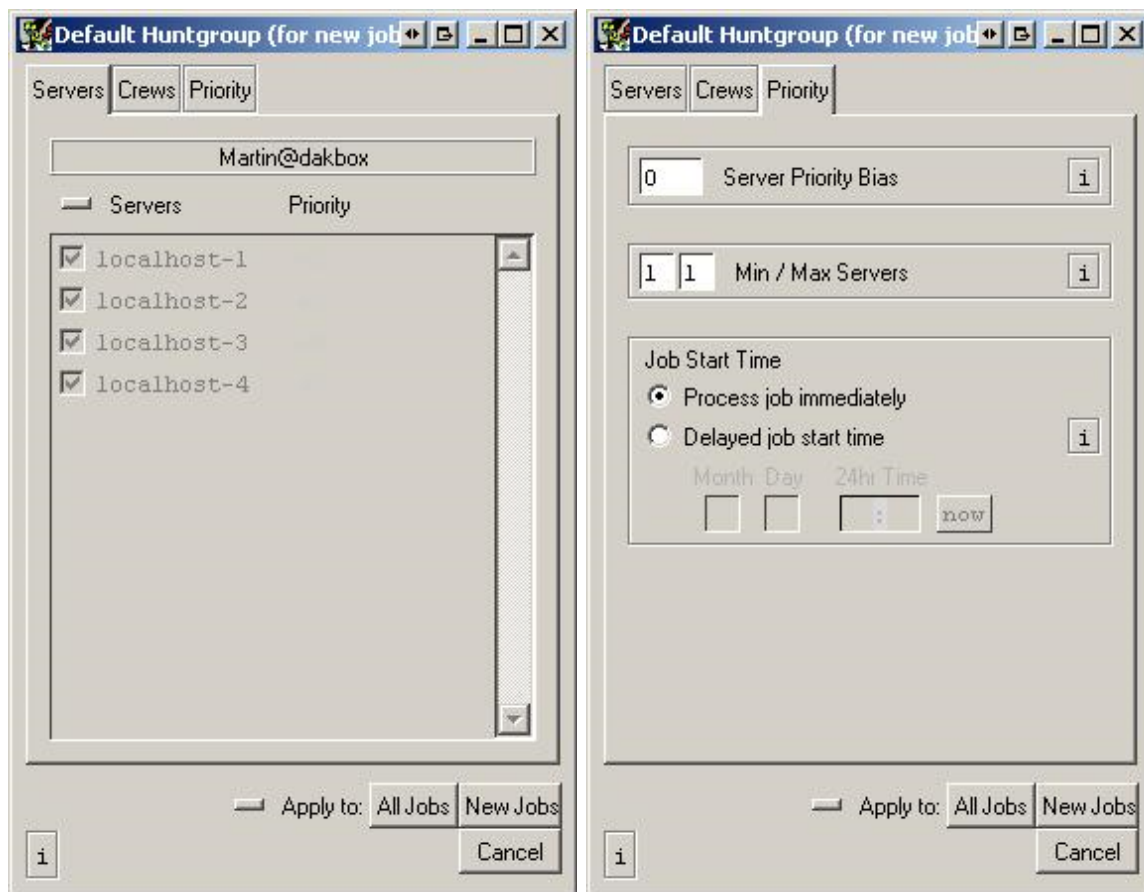 Default Huntgroup (for new job
Servers Crews Priority
Martin@dakbox
Servers Priority
localhost-1
localhost-2
localhost-3
localhost-4
Apply to: All Jobs New Jobs
i Cancel
Default Huntgroup (for new job
Servers Crews Priority
0 Server Priority Bias i
1 1 Min / Max Servers i
Job Start Time
Process job immediately
Delayed job start time i
Month Day 24hr Time
: now
Apply to: All Jobs New Jobs
i Cancel